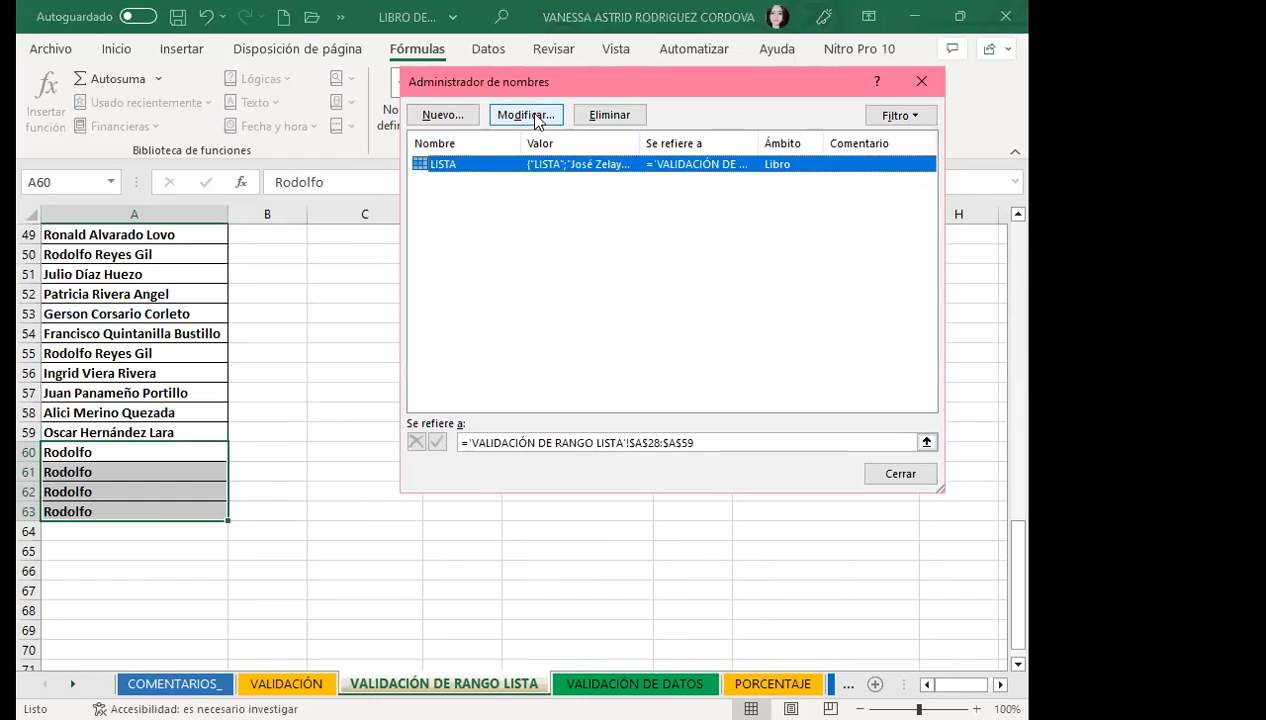 Autoguardado LIBRO DE... VANESSA ASTRID RODRIGUEZ CORDOVA
Archivo Inicio Insertar Disposición de página Fórmulas Datos Revisar Vista Automatizar Ayuda Nitro Pro 10
fx Autosuma Lógicas
Insertar función
Usado recientemente Texto
Financieras Fecha y hora
Biblioteca de funciones
No
defin
Administrador de nombres ?
Nuevo... Modificar... Eliminar Filtro
Nombre Valor Se refiere a Ámbito Comentario
LISTA {"LISTA";"José Zelay... ='VALIDACIÓN DE ... Libro
Se refiere a:
='VALIDACIÓN DE RANGO LISTA'!$A$28:$A$59
Cerrar
A60 fx Rodolfo
A B C H
49 Ronald Alvarado Lovo
50 Rodolfo Reyes Gil
51 Julio Díaz Huezo
52 Patricia Rivera Angel
53 Gerson Corsario Corleto
54 Francisco Quintanilla Bustillo
55 Rodolfo Reyes Gil
56 Ingrid Viera Rivera
57 Juan Panameño Portillo
58 Alici Merino Quezada
59 Oscar Hernández Lara
60 Rodolfo
61 Rodolfo
62 Rodolfo
63 Rodolfo
64
65
66
67
68
69
70
71
COMENTARIOS_ VALIDACIÓN VALIDACIÓN DE RANGO LISTA VALIDACIÓN DE DATOS PORCENTAJE ...
Listo Accesibilidad: es necesario investigar 100%